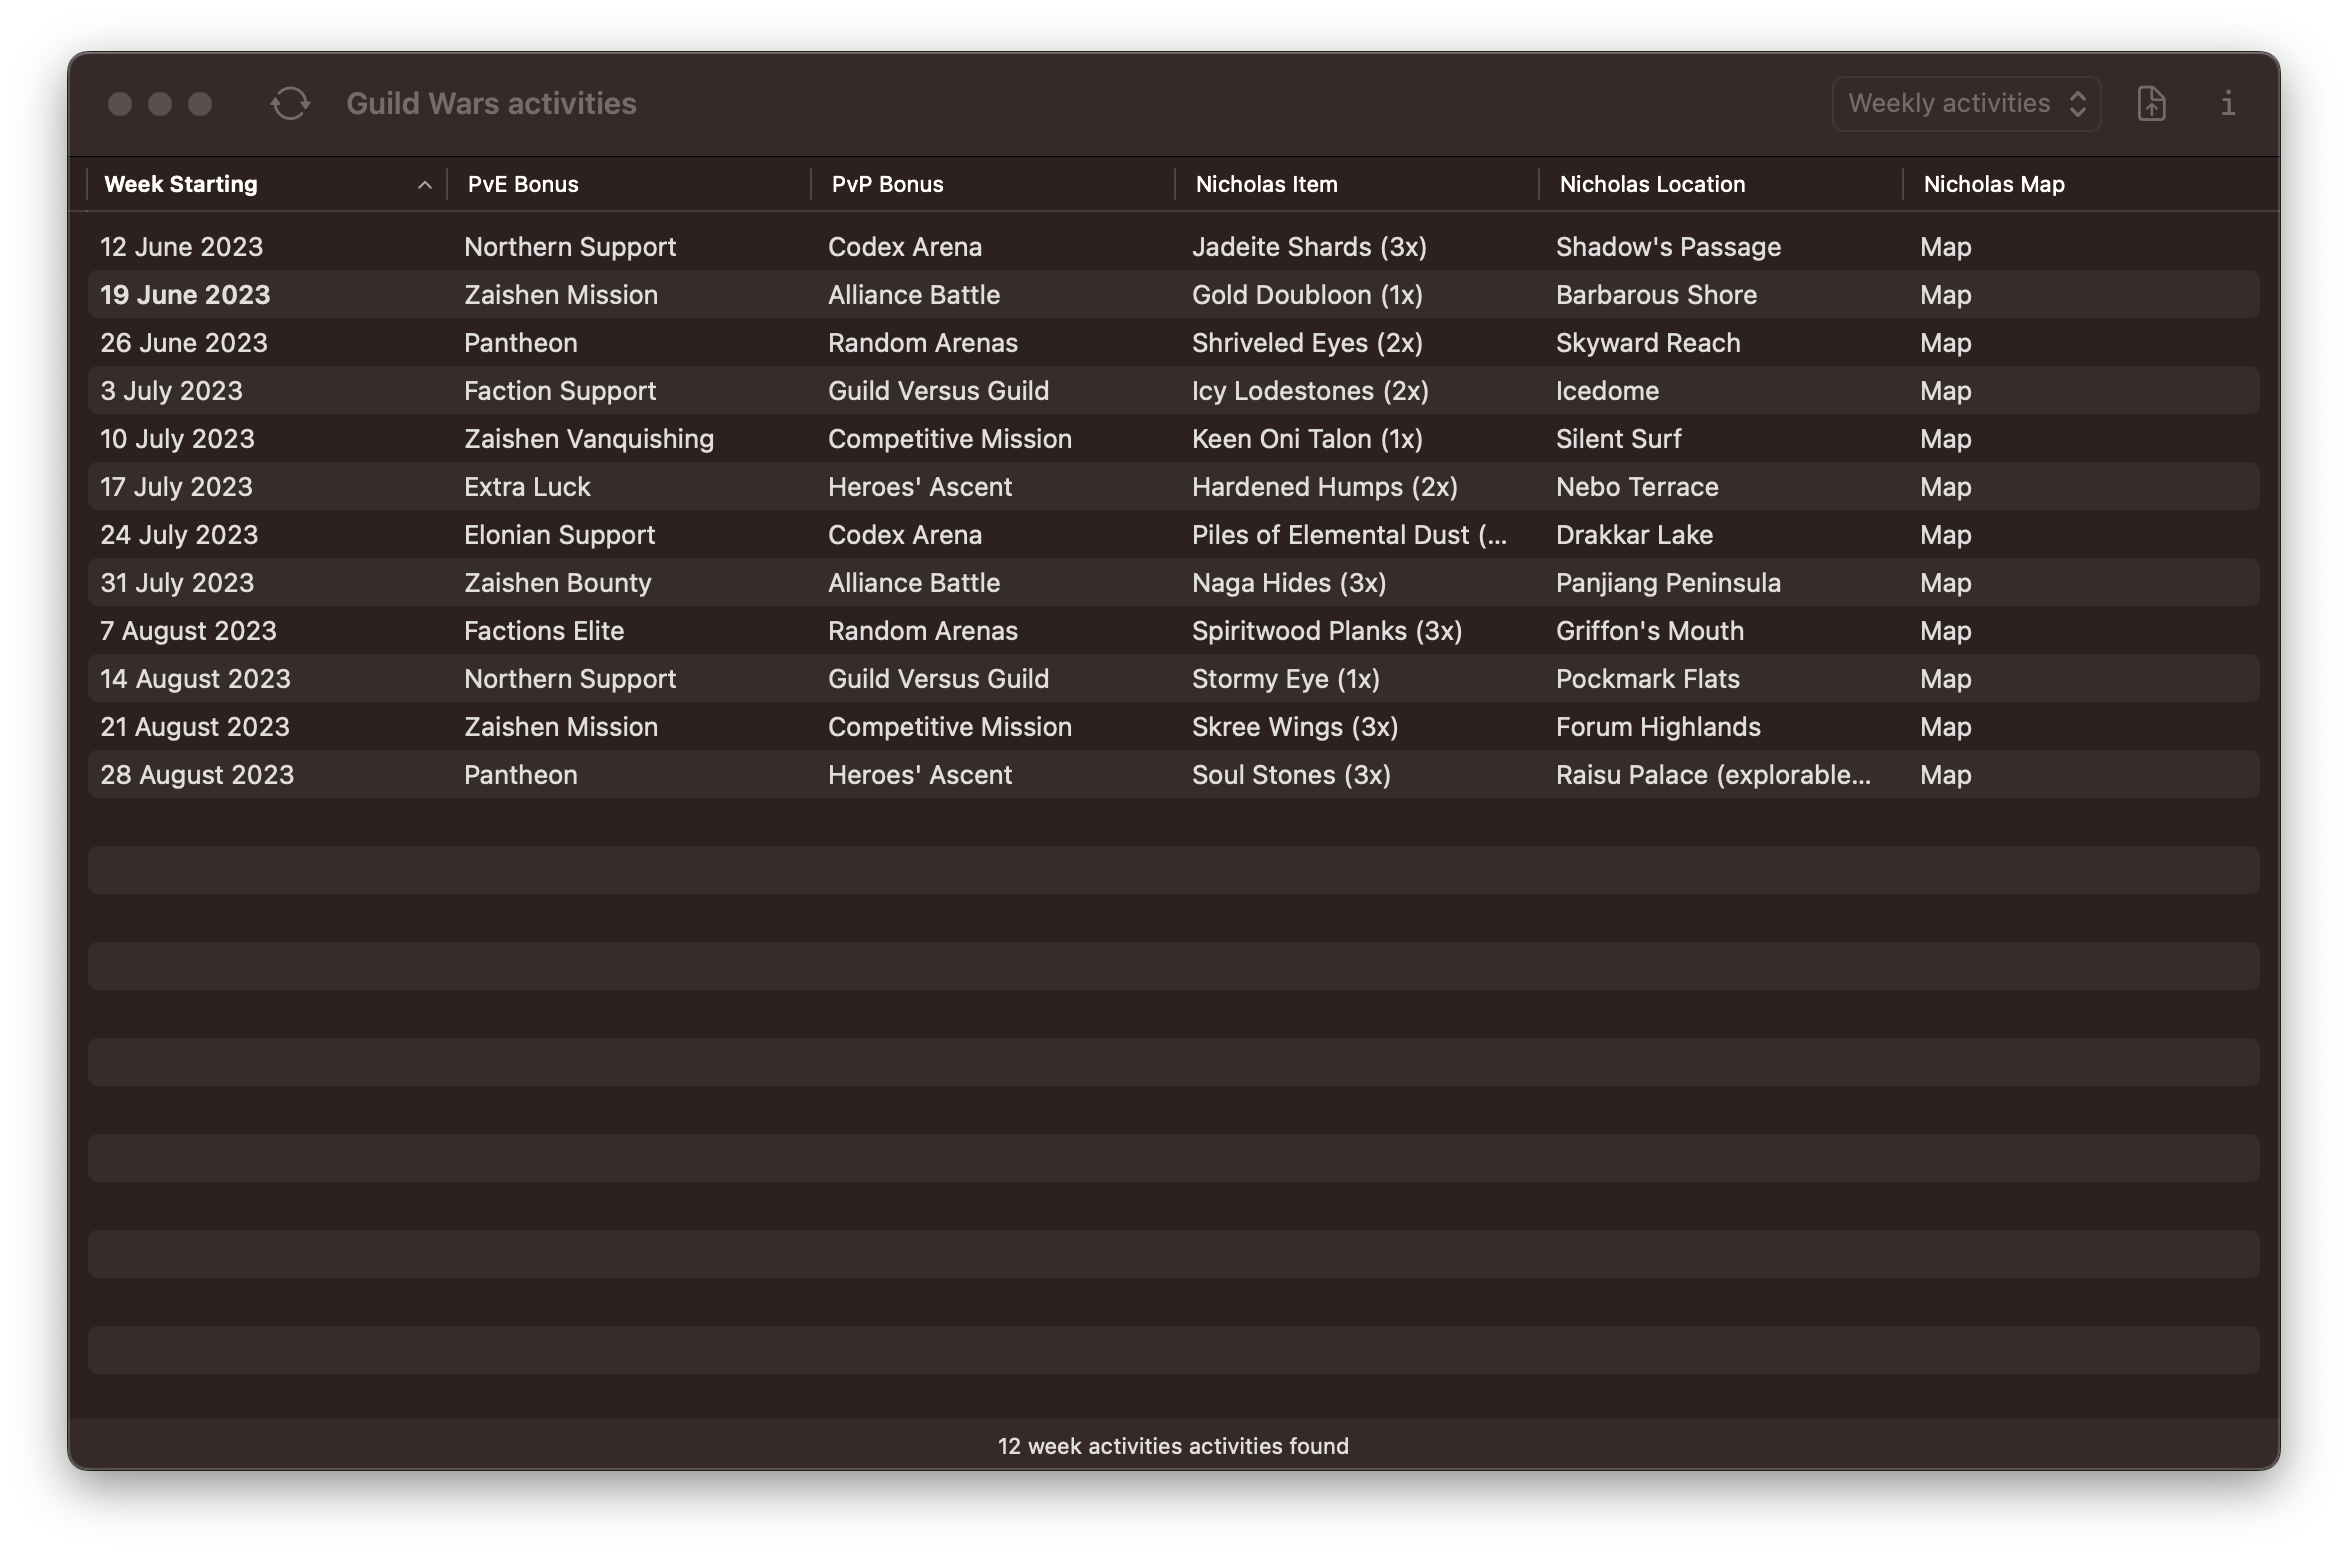 Guild Wars activities Weekly activities
Week Starting PvE Bonus PvP Bonus Nicholas Item Nicholas Location Nicholas Map
12 June 2023 Northern Support Codex Arena Jadeite Shards (3x) Shadow's Passage Map
19 June 2023 Zaishen Mission Alliance Battle Gold Doubloon (1x) Barbarous Shore Map
26 June 2023 Pantheon Random Arenas Shriveled Eyes (2x) Skyward Reach Map
3 July 2023 Faction Support Guild Versus Guild Icy Lodestones (2x) Icedome Map
10 July 2023 Zaishen Vanquishing Competitive Mission Keen Oni Talon (1x) Silent Surf Map
17 July 2023 Extra Luck Heroes' Ascent Hardened Humps (2x) Nebo Terrace Map
24 July 2023 Elonian Support Codex Arena Piles of Elemental Dust (... Drakkar Lake Map
31 July 2023 Zaishen Bounty Alliance Battle Naga Hides (3x) Panjiang Peninsula Map
7 August 2023 Factions Elite Random Arenas Spiritwood Planks (3x) Griffon's Mouth Map
14 August 2023 Northern Support Guild Versus Guild Stormy Eye (1x) Pockmark Flats Map
21 August 2023 Zaishen Mission Competitive Mission Skree Wings (3x) Forum Highlands Map
28 August 2023 Pantheon Heroes' Ascent Soul Stones (3x) Raisu Palace (explorable... Map
12 week activities activities found